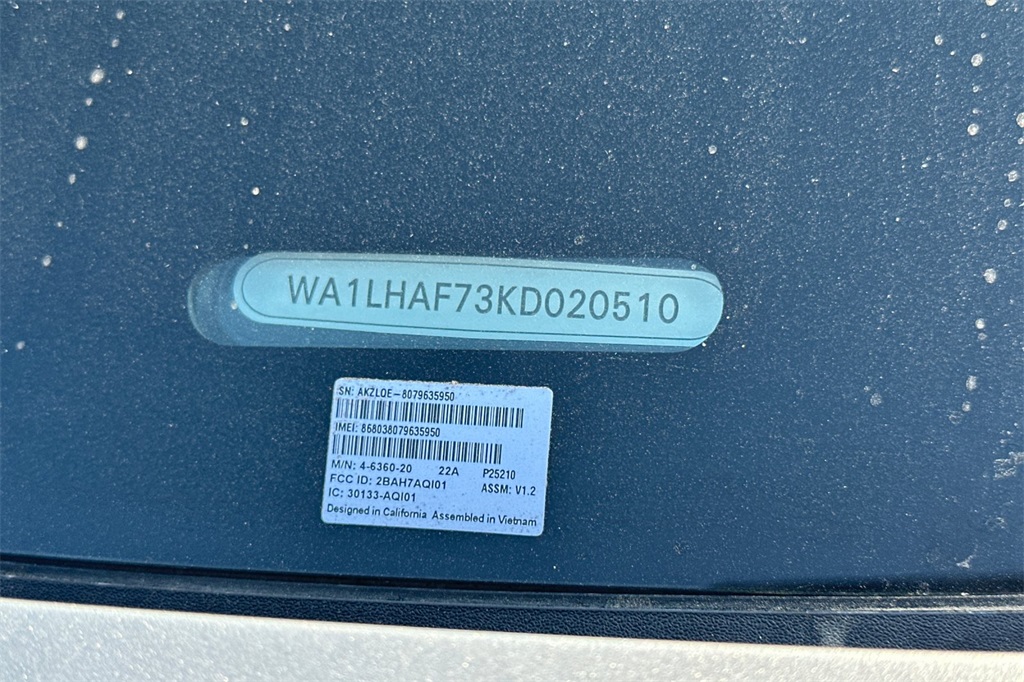 WA1LHAF73KD020510
SN: AKZLQE-8079635950
IMEI: 868038079635950
M/N: 4-6360-20 22A P25210
FCC ID: 2BAH7AQI01 ASSM: V1.2
IC: 30133-AQI01
Designed in California Assembled in Vietnam